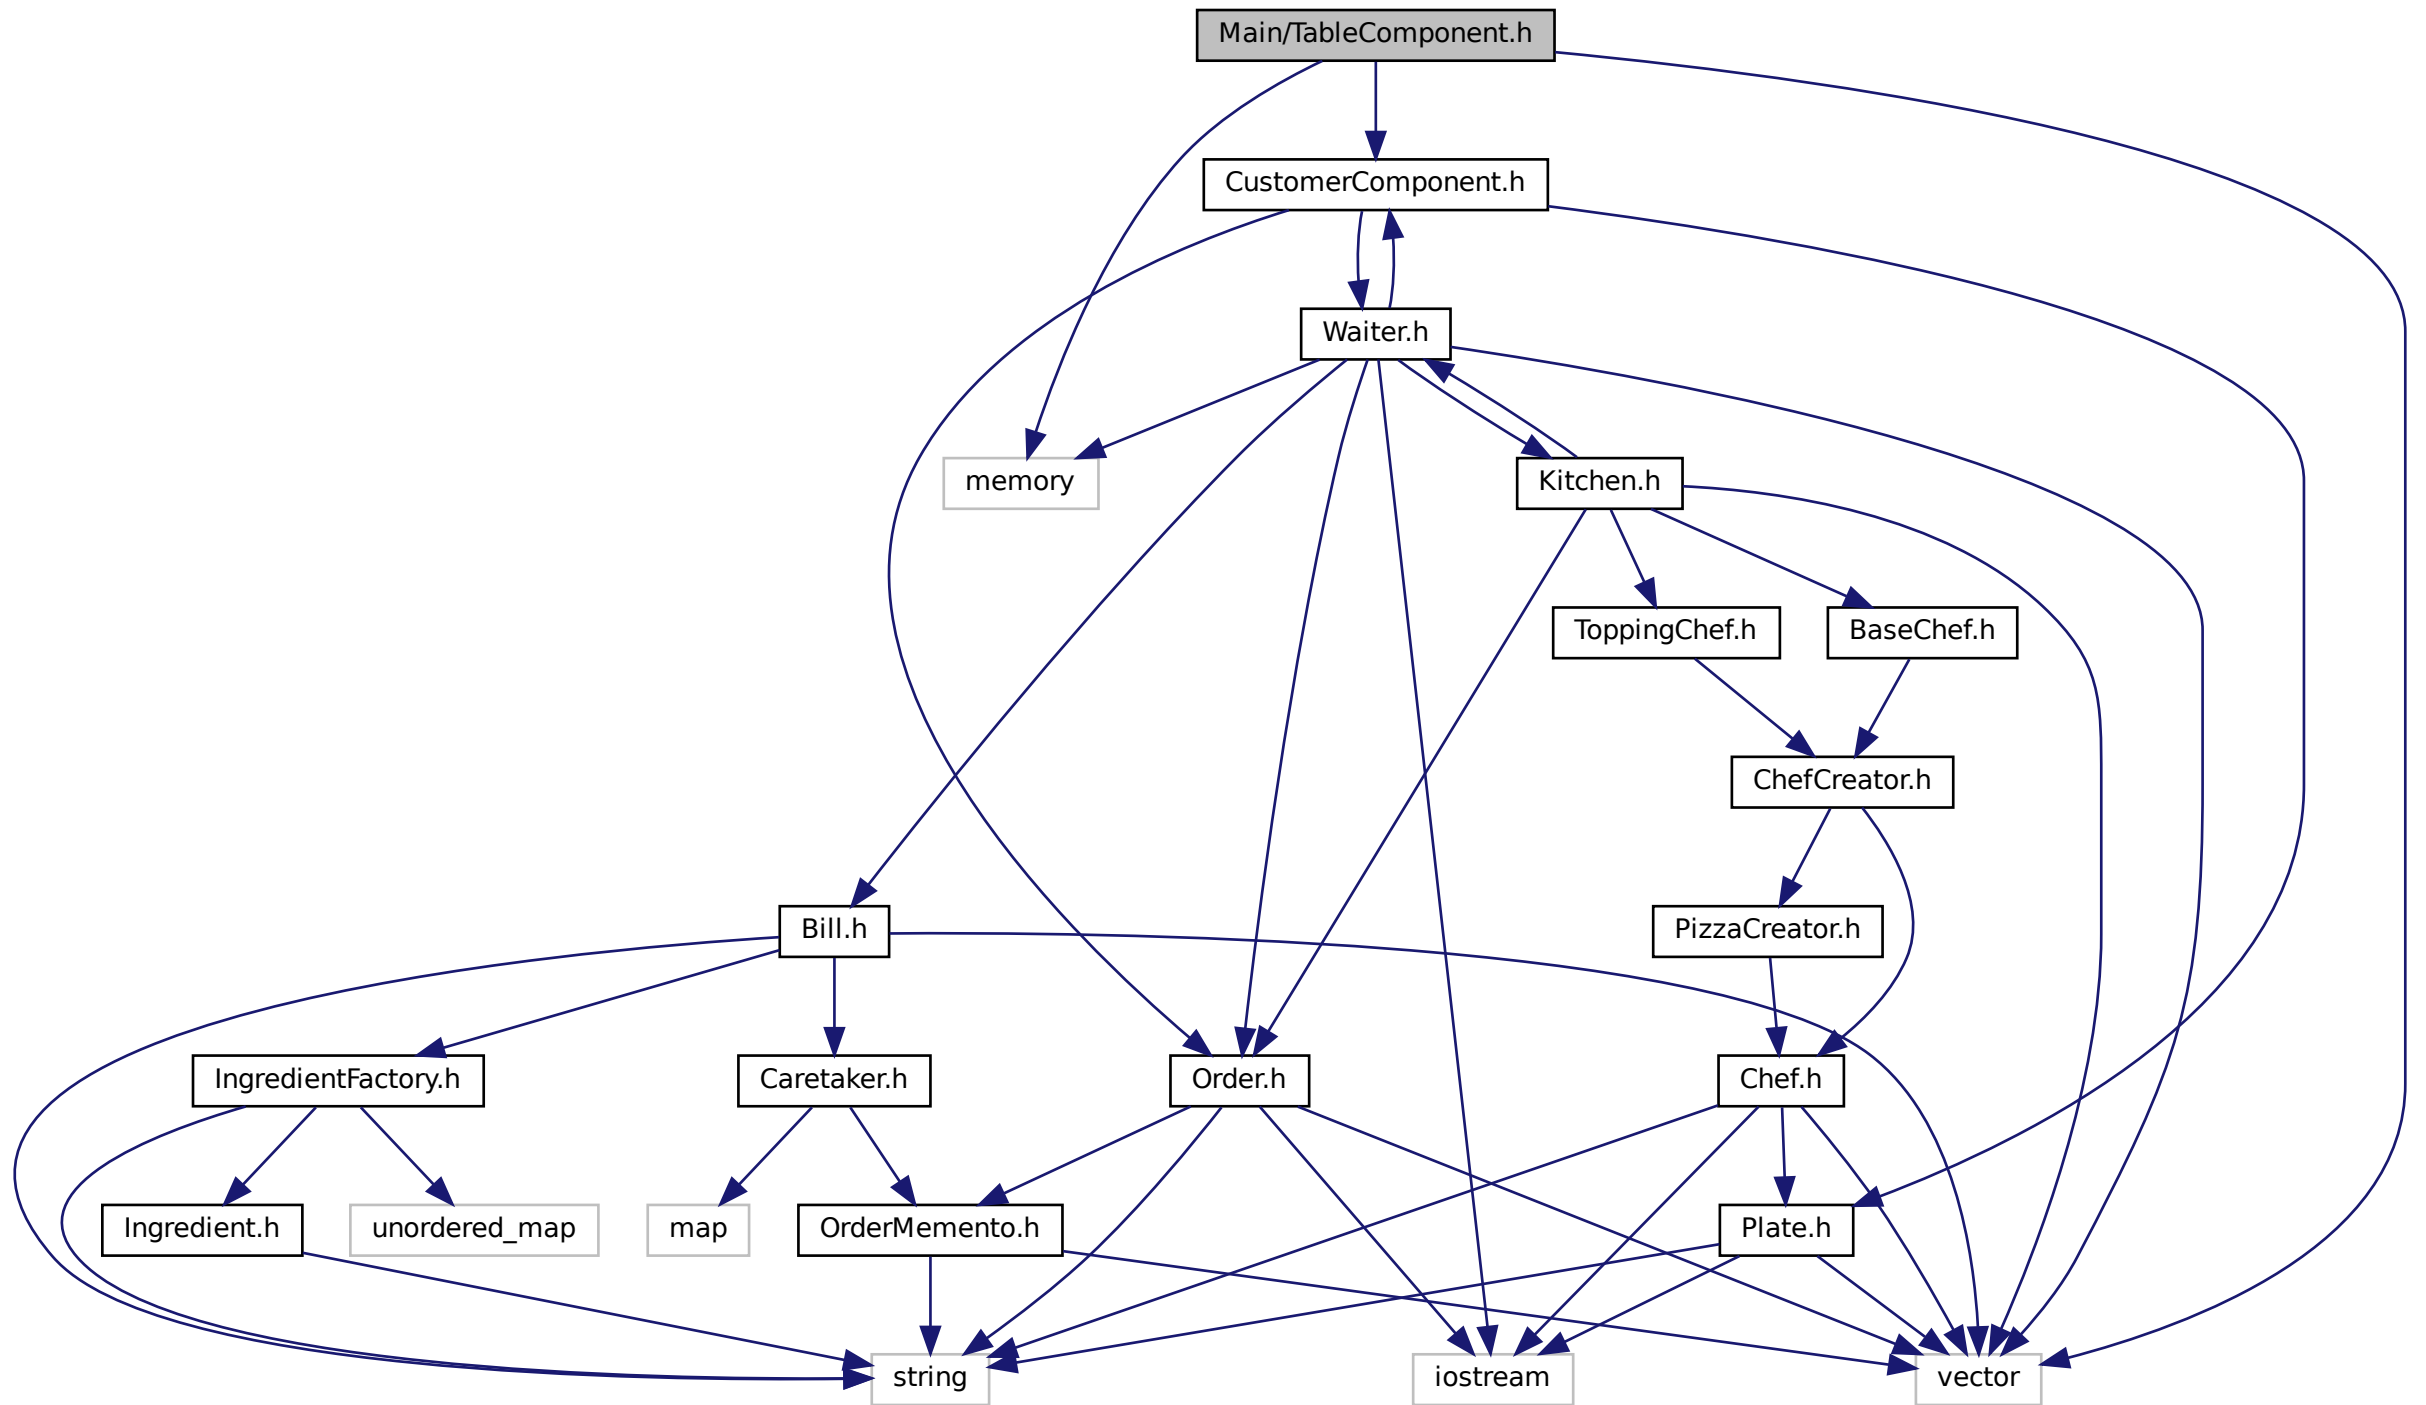 Main/TableComponent.h
CustomerComponent.h
Waiter.h
memory
Kitchen.h
ToppingChef.h
BaseChef.h
ChefCreator.h
Bill.h
PizzaCreator.h
IngredientFactory.h
Caretaker.h
Order.h
Chef.h
Ingredient.h
unordered_map
map
OrderMemento.h
Plate.h
string
iostream
vector